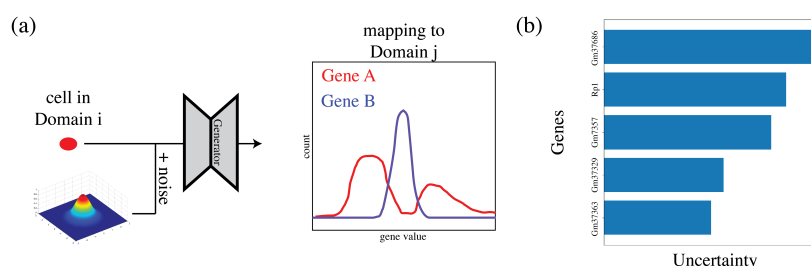 (a)
cell in
Domain i
+ noise
Generator
mapping to
Domain j
Gene A
Gene B
count
gene value
(b)
Genes
Gm37686
Rp1
Gm7357
Gm37329
Gm37363
Uncertainty